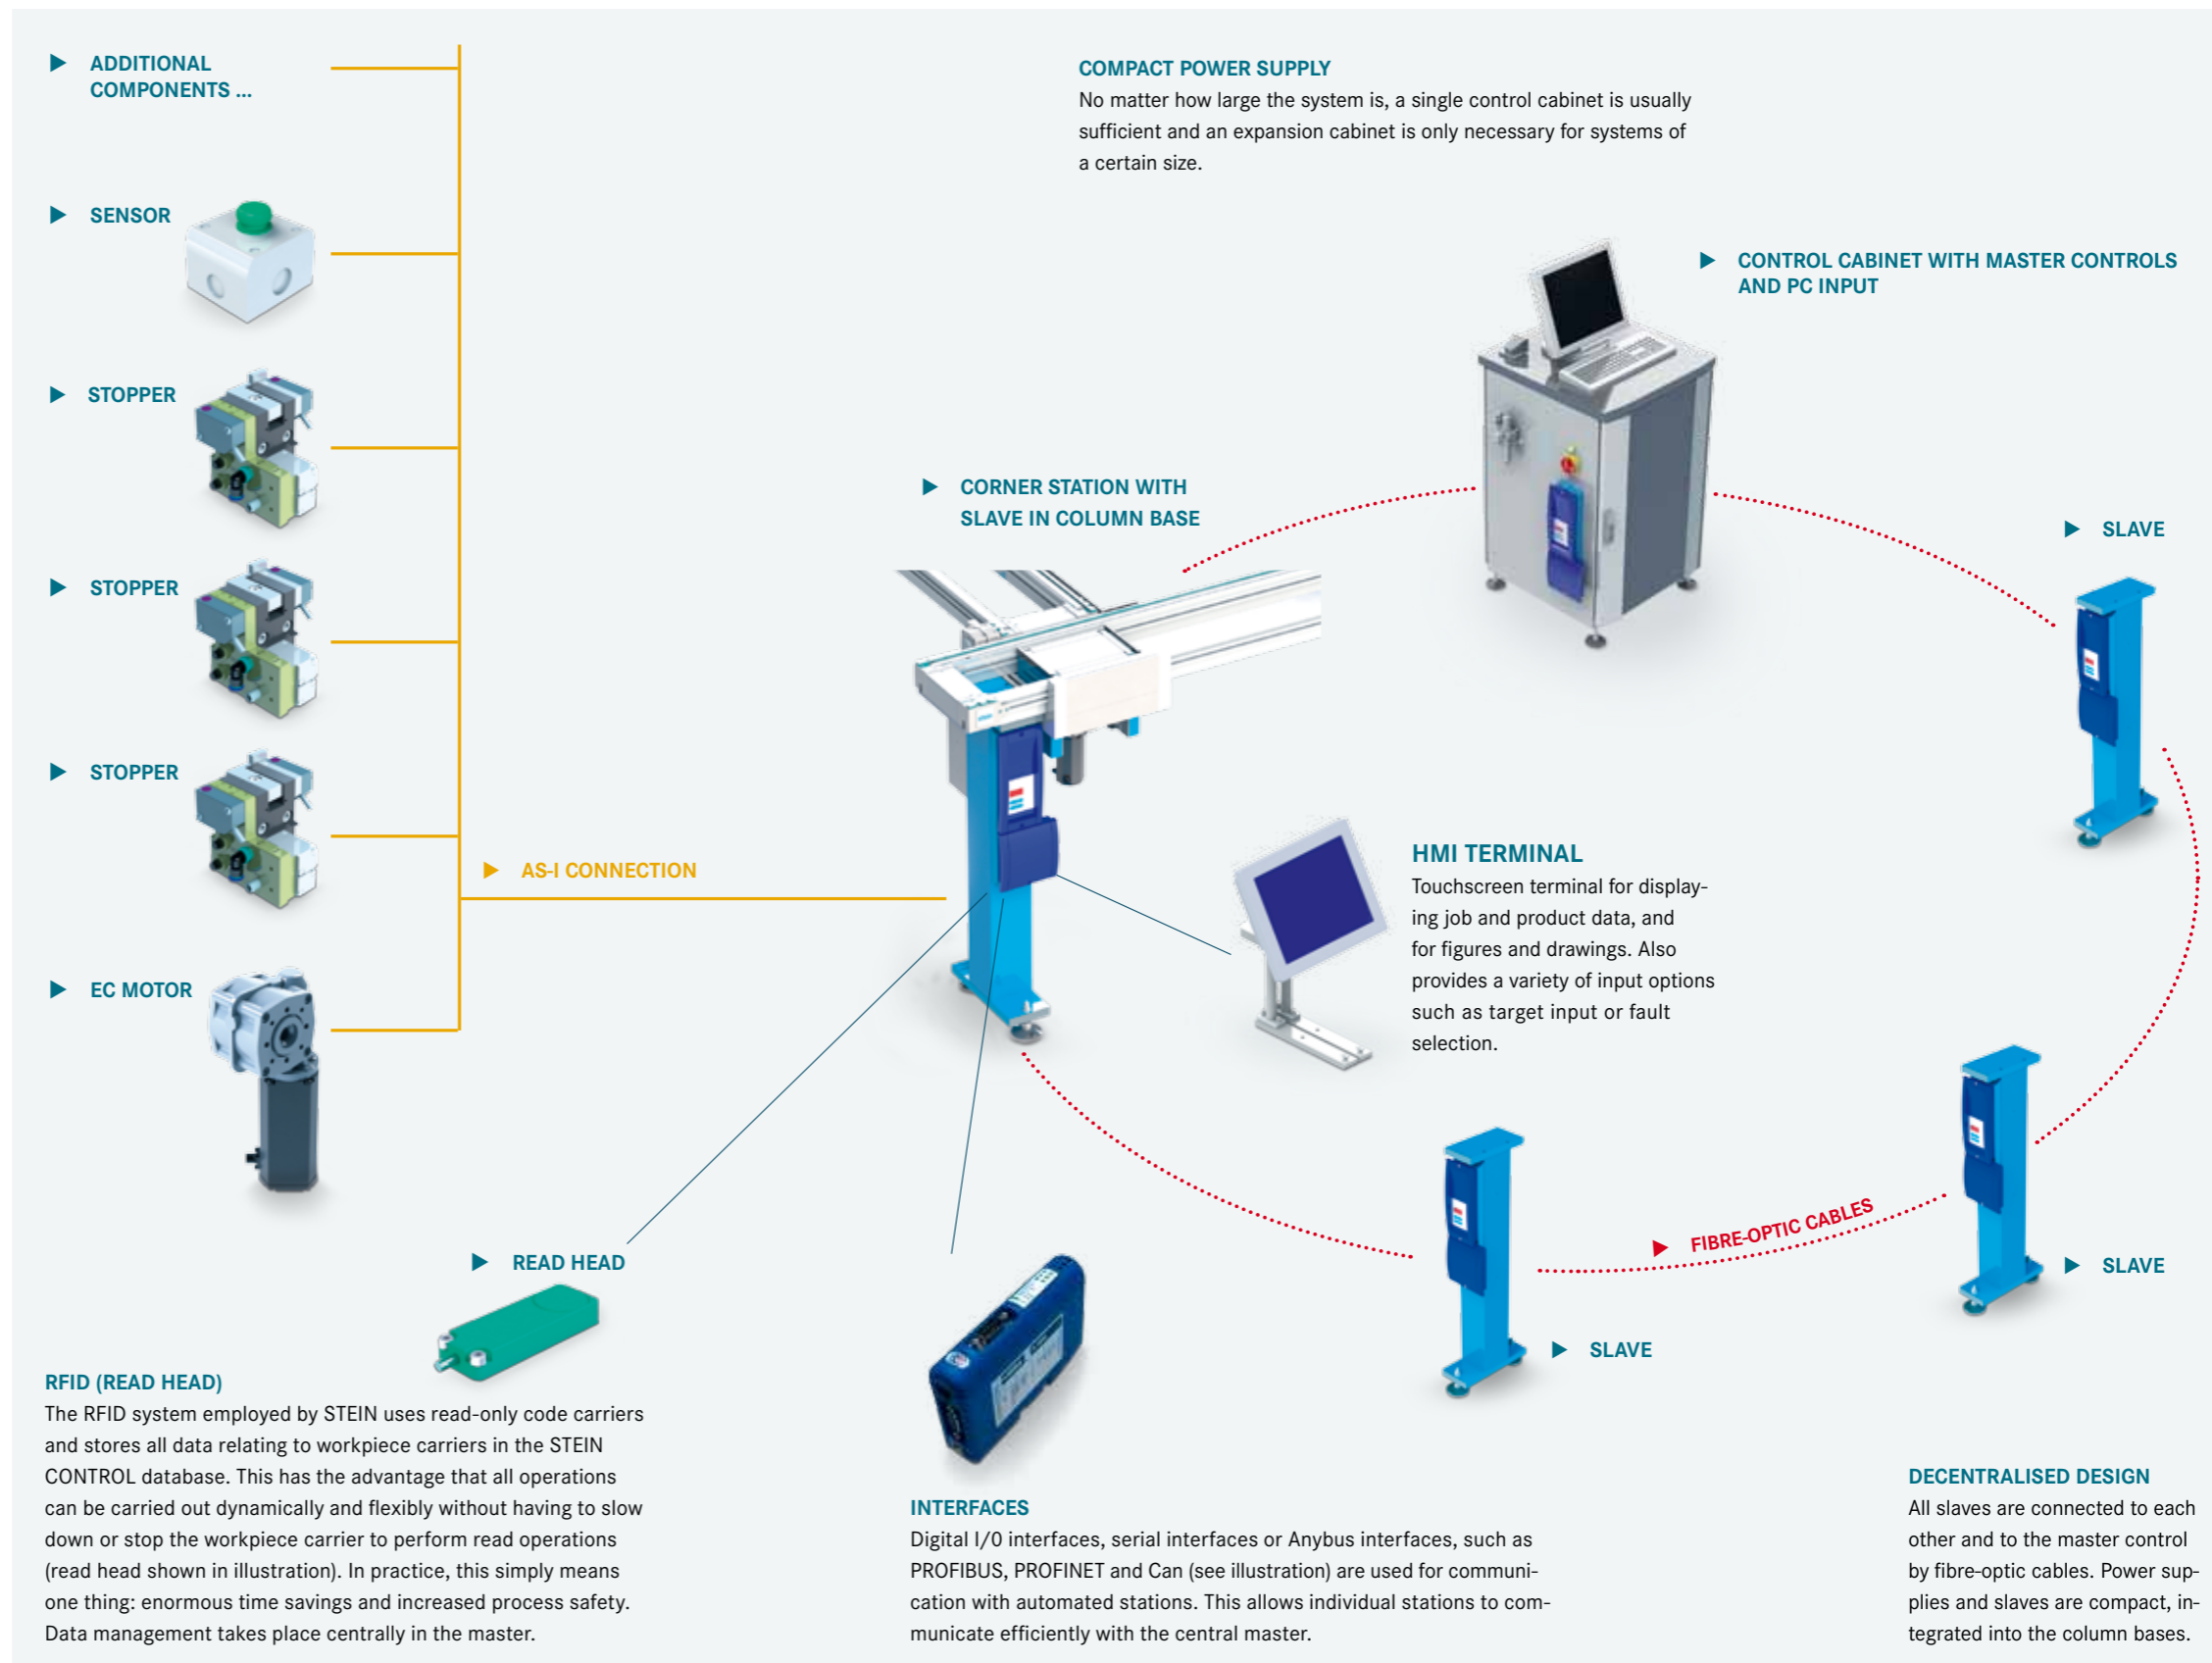 ADDITIONAL
COMPONENTS ...
SENSOR
STOPPER
STOPPER
STOPPER
EC MOTOR
AS-I CONNECTION
COMPACT POWER SUPPLY
No matter how large the system is, a single control cabinet is usually
sufficient and an expansion cabinet is only necessary for systems of
a certain size.
CONTROL CABINET WITH MASTER CONTROLS
AND PC INPUT
CORNER STATION WITH
SLAVE IN COLUMN BASE
SLAVE
HMI TERMINAL
Touchscreen terminal for display-
ing job and product data, and
for figures and drawings. Also
provides a variety of input options
such as target input or fault
selection.
FIBRE-OPTIC CABLES
SLAVE
SLAVE
READ HEAD
RFID (READ HEAD)
The RFID system employed by STEIN uses read-only code carriers
and stores all data relating to workpiece carriers in the STEIN
CONTROL database. This has the advantage that all operations
can be carried out dynamically and flexibly without having to slow
down or stop the workpiece carrier to perform read operations
(read head shown in illustration). In practice, this simply means
one thing: enormous time savings and increased process safety.
Data management takes place centrally in the master.
INTERFACES
Digital I/0 interfaces, serial interfaces or Anybus interfaces, such as
PROFIBUS, PROFINET and Can (see illustration) are used for communi-
cation with automated stations. This allows individual stations to com-
municate efficiently with the central master.
DECENTRALISED DESIGN
All slaves are connected to each
other and to the master control
by fibre-optic cables. Power sup-
plies and slaves are compact, in-
tegrated into the column bases.